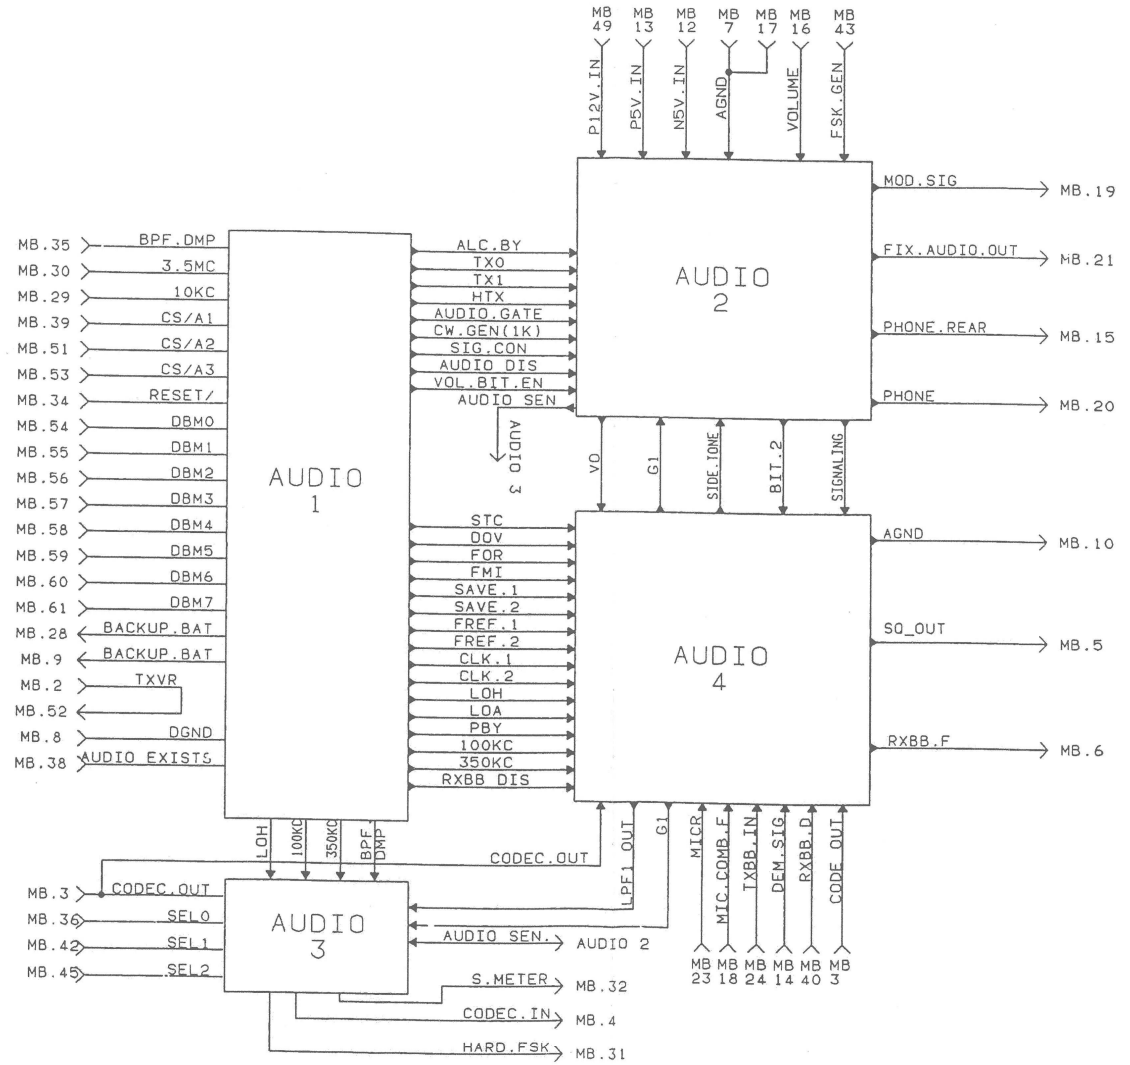 MB 49
MB 13
MB 12
MB 7
MB 17
MB 16
MB 43
P12V.IN
P5V.IN
N5V.IN
AGND
VOLUME
FSK.GEN
AUDIO 2
MOD.SIG
MB.19
FIX.AUDIO.OUT
MB.21
PHONE.REAR
MB.15
PHONE
MB.20
MB.35
BPF.DMP
MB.30
3.5MC
MB.29
10KC
MB.39
CS/A1
MB.51
CS/A2
MB.53
CS/A3
MB.34
RESET/
MB.54
DBM0
MB.55
DBM1
MB.56
DBM2
MB.57
DBM3
MB.58
DBM4
MB.59
DBM5
MB.60
DBM6
MB.61
DBM7
MB.28
BACKUP.BAT
MB.9
BACKUP.BAT
MB.2
TXVR
MB.52
MB.8
DGND
MB.38
AUDIO EXISTS
AUDIO 1
ALC.BY
TX0
TX1
HTX
AUDIO.GATE
CW.GEN(1K)
SIG.CON
AUDIO DIS
VOL.BIT.EN
AUDIO SEN
AUDIO 3
VO
G1
SIDE.TONE
BIT.2
SIGNALING
STC
DOV
FOR
FMI
SAVE.1
SAVE.2
FREF.1
FREF.2
CLK.1
CLK.2
LOH
LOA
PBY
100KC
350KC
RXBB DIS
AUDIO 4
AGND
MB.10
SQ_OUT
MB.5
RXBB.F
MB.6
LOH
100KC
350KC
BPF.
DMP
CODEC.OUT
LPF1 OUT
G1
MICR
MIC.COMB.F
TXBB.IN
DEM.SIG
RXBB.D
CODE OUT
MB.3
CODEC.OUT
MB.36
SEL0
MB.42
SEL1
MB.45
SEL2
AUDIO 3
AUDIO SEN.
AUDIO 2
S.METER
MB.32
CODEC.IN
MB.4
HARD.FSK
MB.31
MB 23
MB 18
MB 24
MB 14
MB 40
MB 3